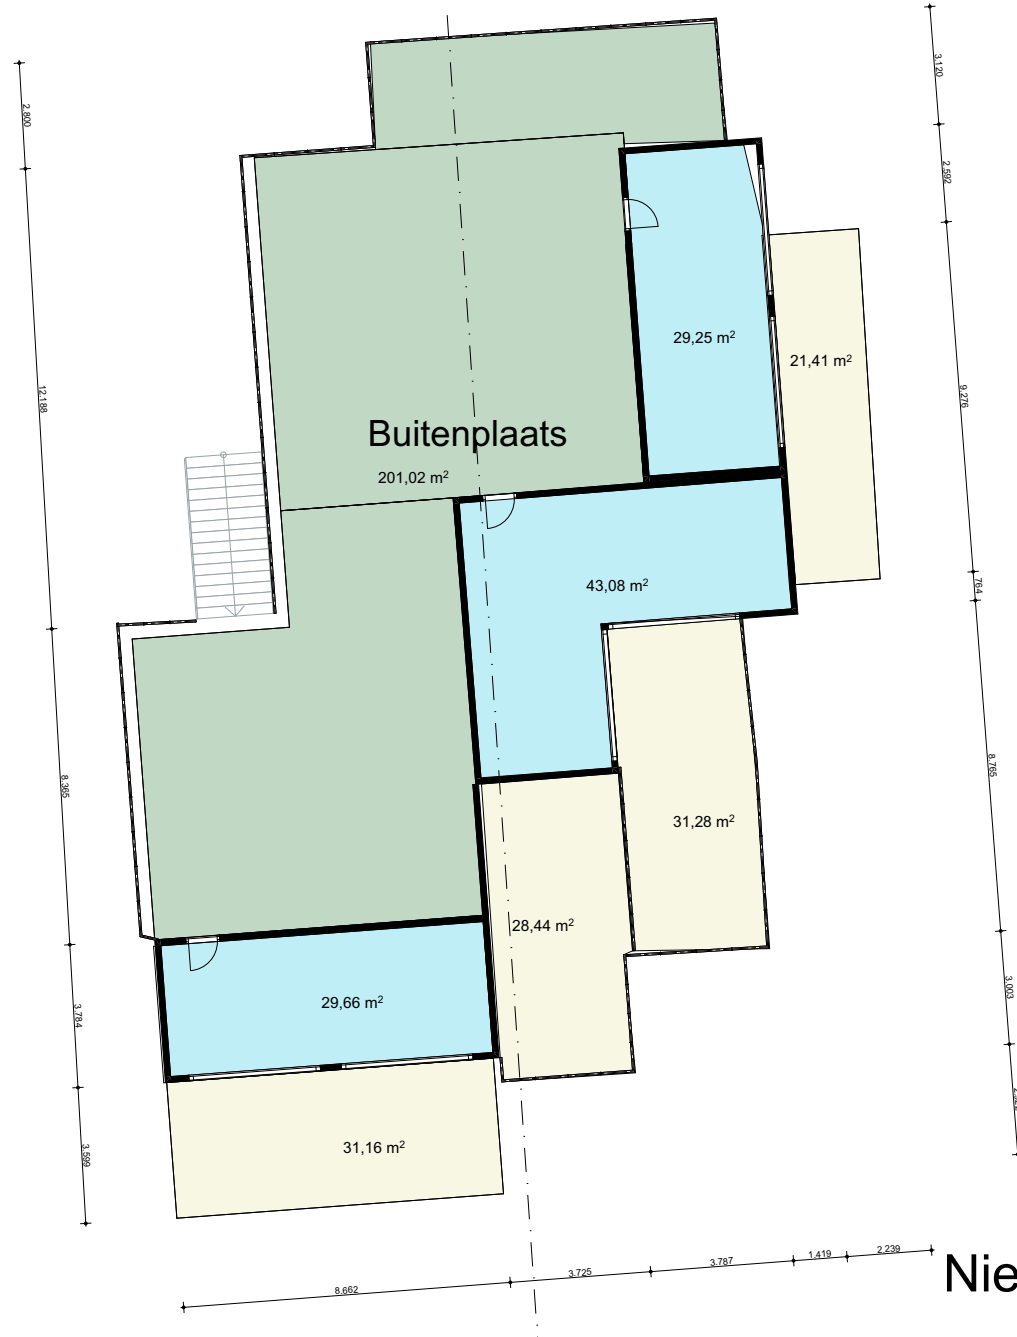 3.120
2.800
2.592
29,25 m²
21,41 m²
12.188
9.276
Buitenplaats
201,02 m²
43,08 m²
764
8.365
8.765
31,28 m²
28,44 m²
29,66 m²
3.003
3.784
31,16 m²
3.599
2.239
1.419
3.787
3.725
8.662
Nie